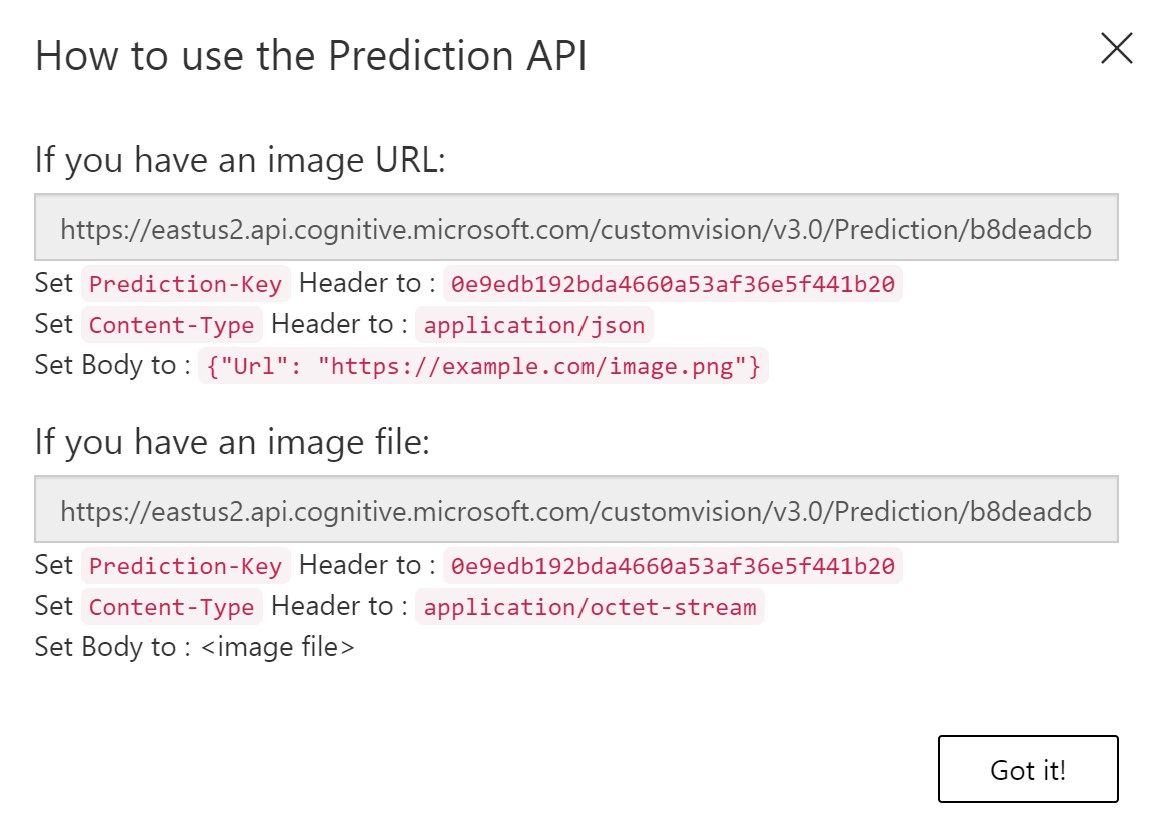 How to use the Prediction API
If you have an image URL:
https://eastus2.api.cognitive.microsoft.com/customvision/v3.0/Prediction/b8deadcb
Set Prediction-Key Header to : 0e9edb192bda4660a53af36e5f441b20
Set Content-Type Header to : application/json
Set Body to : {"Url": "https://example.com/image.png"}
If you have an image file:
https://eastus2.api.cognitive.microsoft.com/customvision/v3.0/Prediction/b8deadcb
Set Prediction-Key Header to : 0e9edb192bda4660a53af36e5f441b20
Set Content-Type Header to : application/octet-stream
Set Body to : <image file>
Got it!